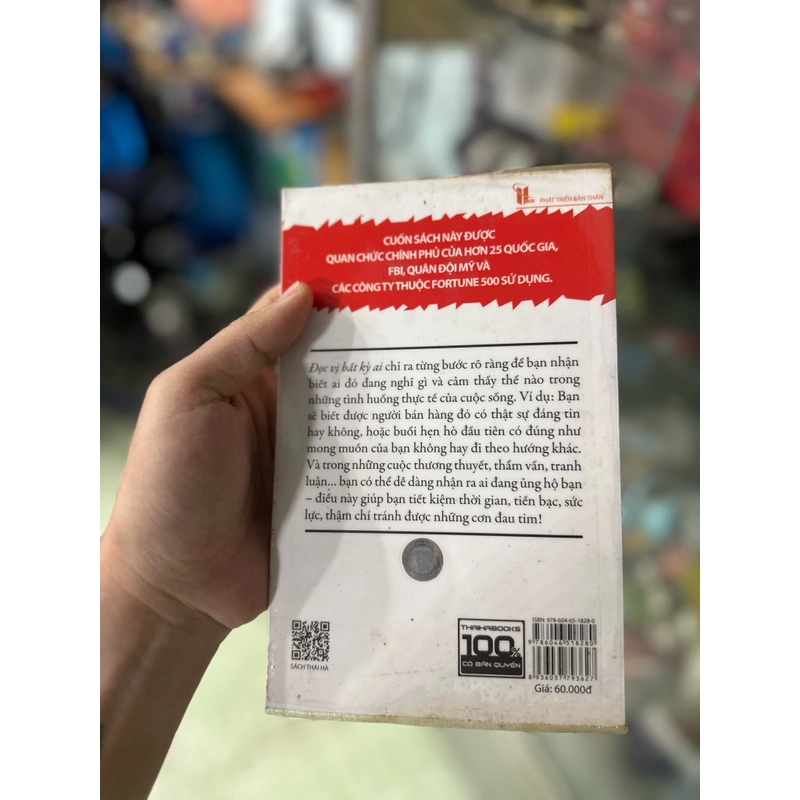 PHÁT TRIỂN BẢN THÂN
CUỐN SÁCH NÀY ĐƯỢC
QUAN CHỨC CHÍNH PHỦ CỦA HƠN 25 QUỐC GIA,
FBI, QUÂN ĐỘI MỸ VÀ
CÁC CÔNG TY THUỘC FORTUNE 500 SỬ DỤNG.
Đọc vị bất kỳ ai chỉ ra từng bước rõ ràng để bạn nhận
biết ai đó đang nghĩ gì và cảm thấy thế nào trong
những tình huống thực tế của cuộc sống. Ví dụ: Bạn
sẽ biết được người bán hàng đó có thật sự đáng tin
hay không, hoặc buổi hẹn hò đầu tiên có đúng như
mong muốn của bạn không hay đi theo hướng khác.
Và trong những cuộc thương thuyết, thẩm vấn, tranh
luận... bạn có thể dễ dàng nhận ra ai đang ủng hộ bạn
– điều này giúp bạn tiết kiệm thời gian, tiền bạc, sức
lực, thậm chí tránh được những cơn đau tim!
SÁCH THÁI HÀ
THAIHABOOKS
100%
CÓ BẢN QUYỀN
ISBN: 978-604-65-1828-0
9 786046 518280
8 936037 793627
Giá: 60.000đ